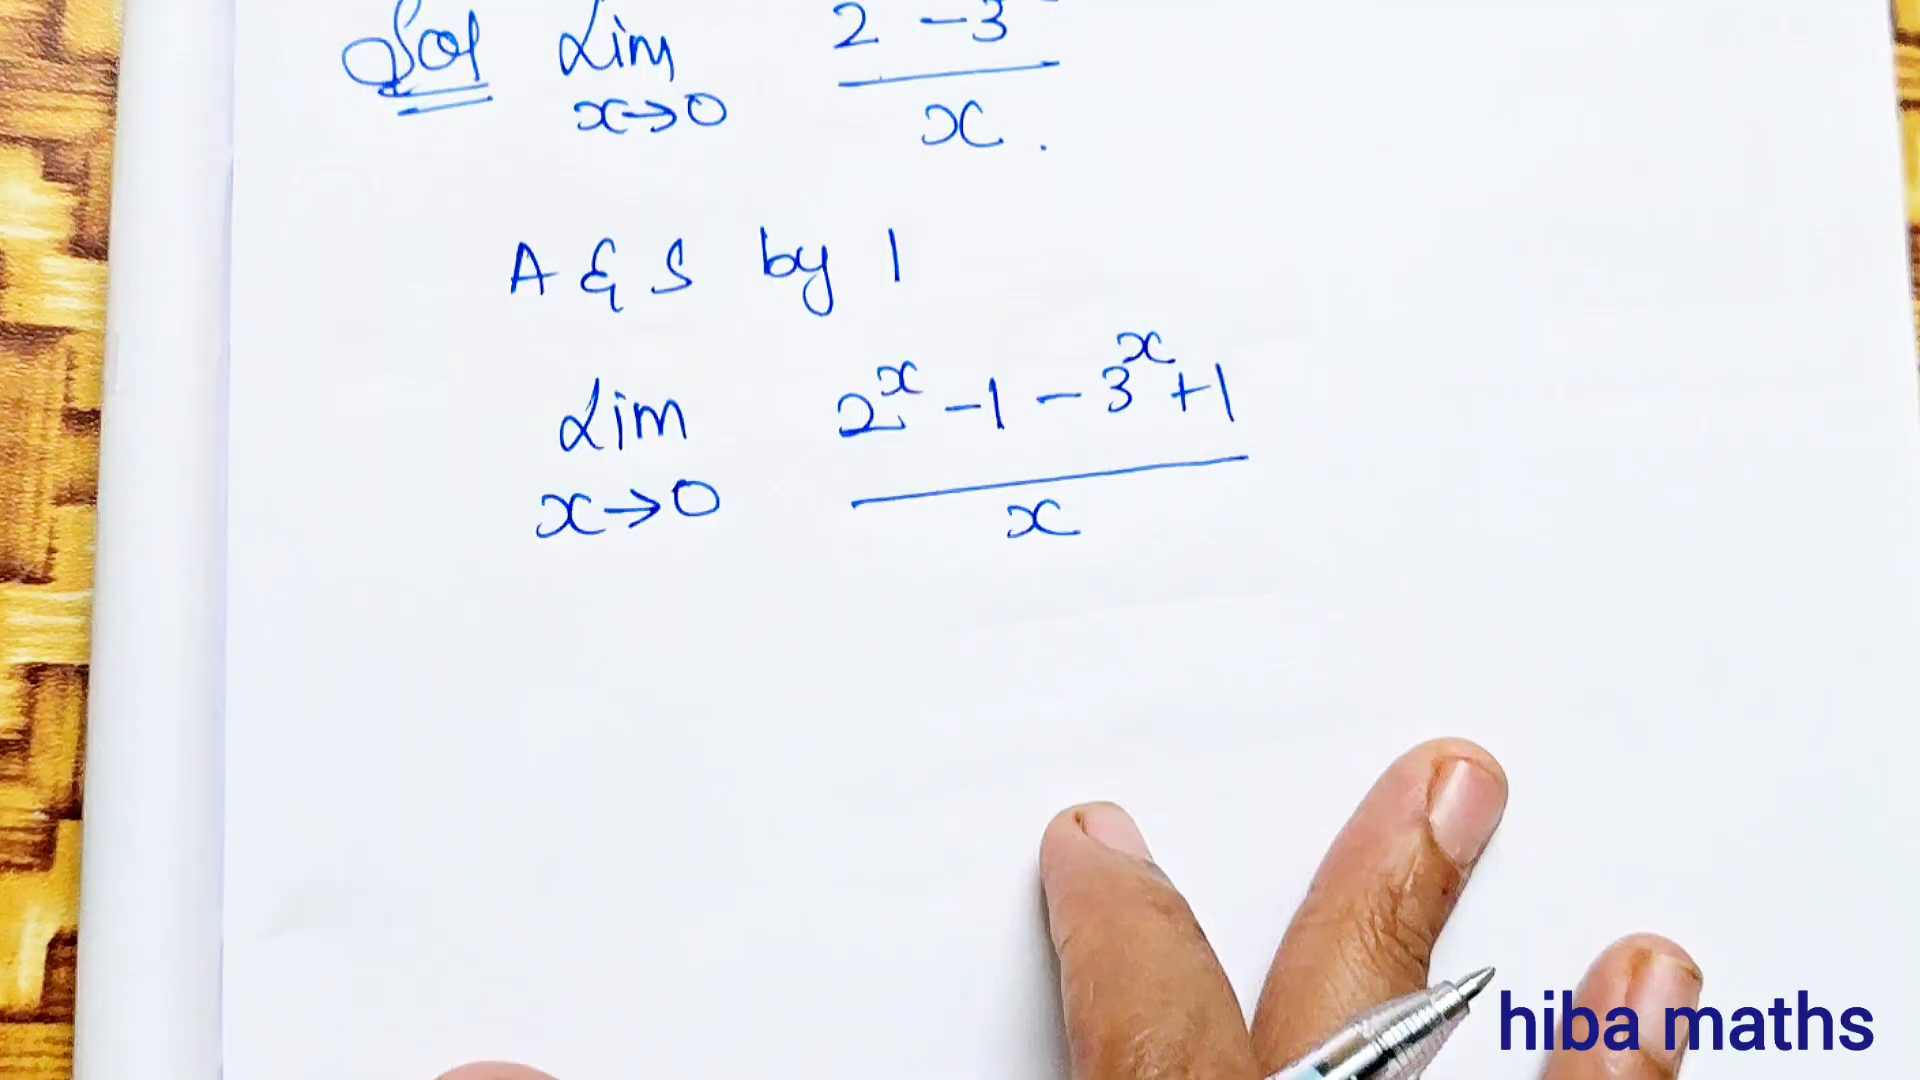 Sol Lim 2 - 3
x→0 x .
A & S by 1
Lim 2^x - 1 - 3^x + 1
x→0 x
hiba maths